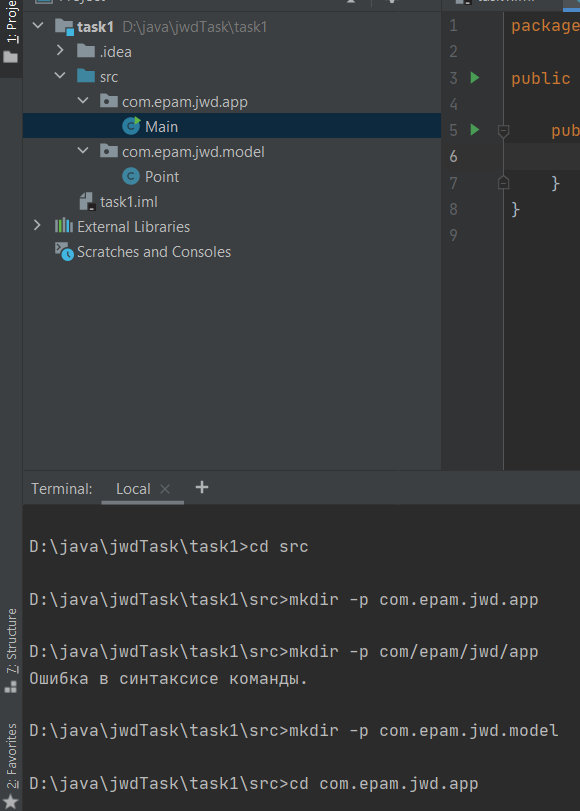 1: Proje
task1 D:\java\jwdTask\task1
.idea
src
com.epam.jwd.app
Main
com.epam.jwd.model
Point
task1.iml
External Libraries
Scratches and Consoles
1 package
2
3 public
4
5 pub
6
7 }
8 }
9
Terminal: Local × +
D:\java\jwdTask\task1>cd src
D:\java\jwdTask\task1\src>mkdir -p com.epam.jwd.app
D:\java\jwdTask\task1\src>mkdir -p com/epam/jwd/app
Ошибка в синтаксисе команды.
D:\java\jwdTask\task1\src>mkdir -p com.epam.jwd.model
D:\java\jwdTask\task1\src>cd com.epam.jwd.app
7: Structure
2: Favorites